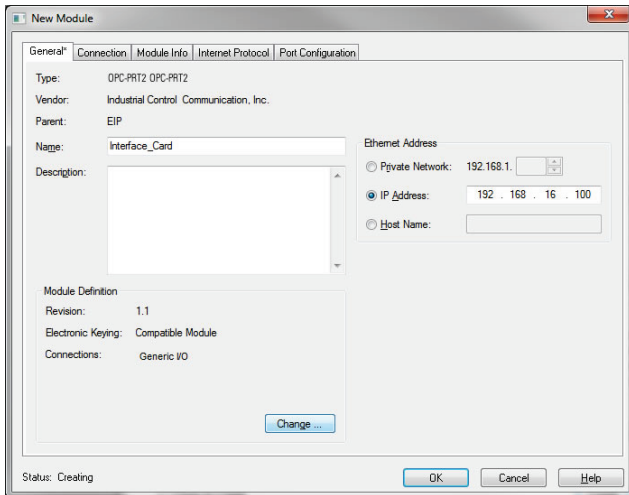 New Module
General* Connection Module Info Internet Protocol Port Configuration
Type: OPC-PRT2 OPC-PRT2
Vendor: Industrial Control Communication, Inc.
Parent: EIP
Name: Interface_Card
Description:
Ethernet Address
Private Network: 192.168.1.
IP Address: 192 . 168 . 16 . 100
Host Name:
Module Definition
Revision: 1.1
Electronic Keying: Compatible Module
Connections: Generic I/O
Change ...
Status: Creating
OK Cancel Help